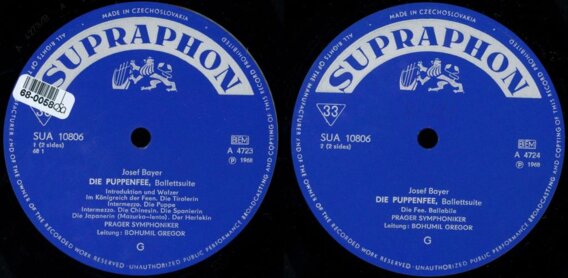 MADE IN CZECHOSLOVAKIA
ALL RIGHTS OF THE MANUFACTURER AND OF THE OWNER OF THE RECORDED WORK RESERVED · UNAUTHORIZED PUBLIC PERFORMANCE BROADCASTING AND COPYING OF THIS RECORD PROHIBITED
SUPRAPHON
33
SUA 10806
(2 sides)
68 1
BIEM
A 4723
Ⓟ 1968
Josef Bayer
DIE PUPPENFEE, Ballettsuite
Introduktion und Walzer
Im Königreich der Feen. Die Tirolerin
Intermezzo. Die Puppe
Intermezzo. Die Chinesin. Die Spanierin
Die Japanerin (Mazurka-lento). Der Harlekin
PRAGER SYMPHONIKER
Leitung: BOHUMIL GREGOR
G
MADE IN CZECHOSLOVAKIA
ALL RIGHTS OF THE MANUFACTURER AND OF THE OWNER OF THE RECORDED WORK RESERVED · UNAUTHORIZED PUBLIC PERFORMANCE BROADCASTING AND COPYING OF THIS RECORD PROHIBITED
SUPRAPHON
33
SUA 10806
(2 sides)
BIEM
A 4724
Ⓟ 1968
Josef Bayer
DIE PUPPENFEE, Ballettsuite
Die Fee. Ballabile
PRAGER SYMPHONIKER
Leitung: BOHUMIL GREGOR
G